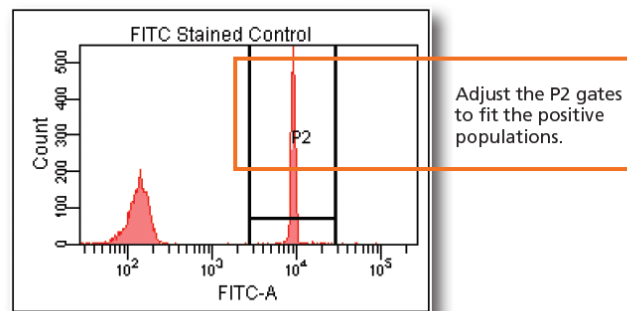 FITC Stained Control
500
400
300
200
100
0
Count
P2
10²
10³
10⁴
10⁵
FITC-A
Adjust the P2 gates
to fit the positive
populations.